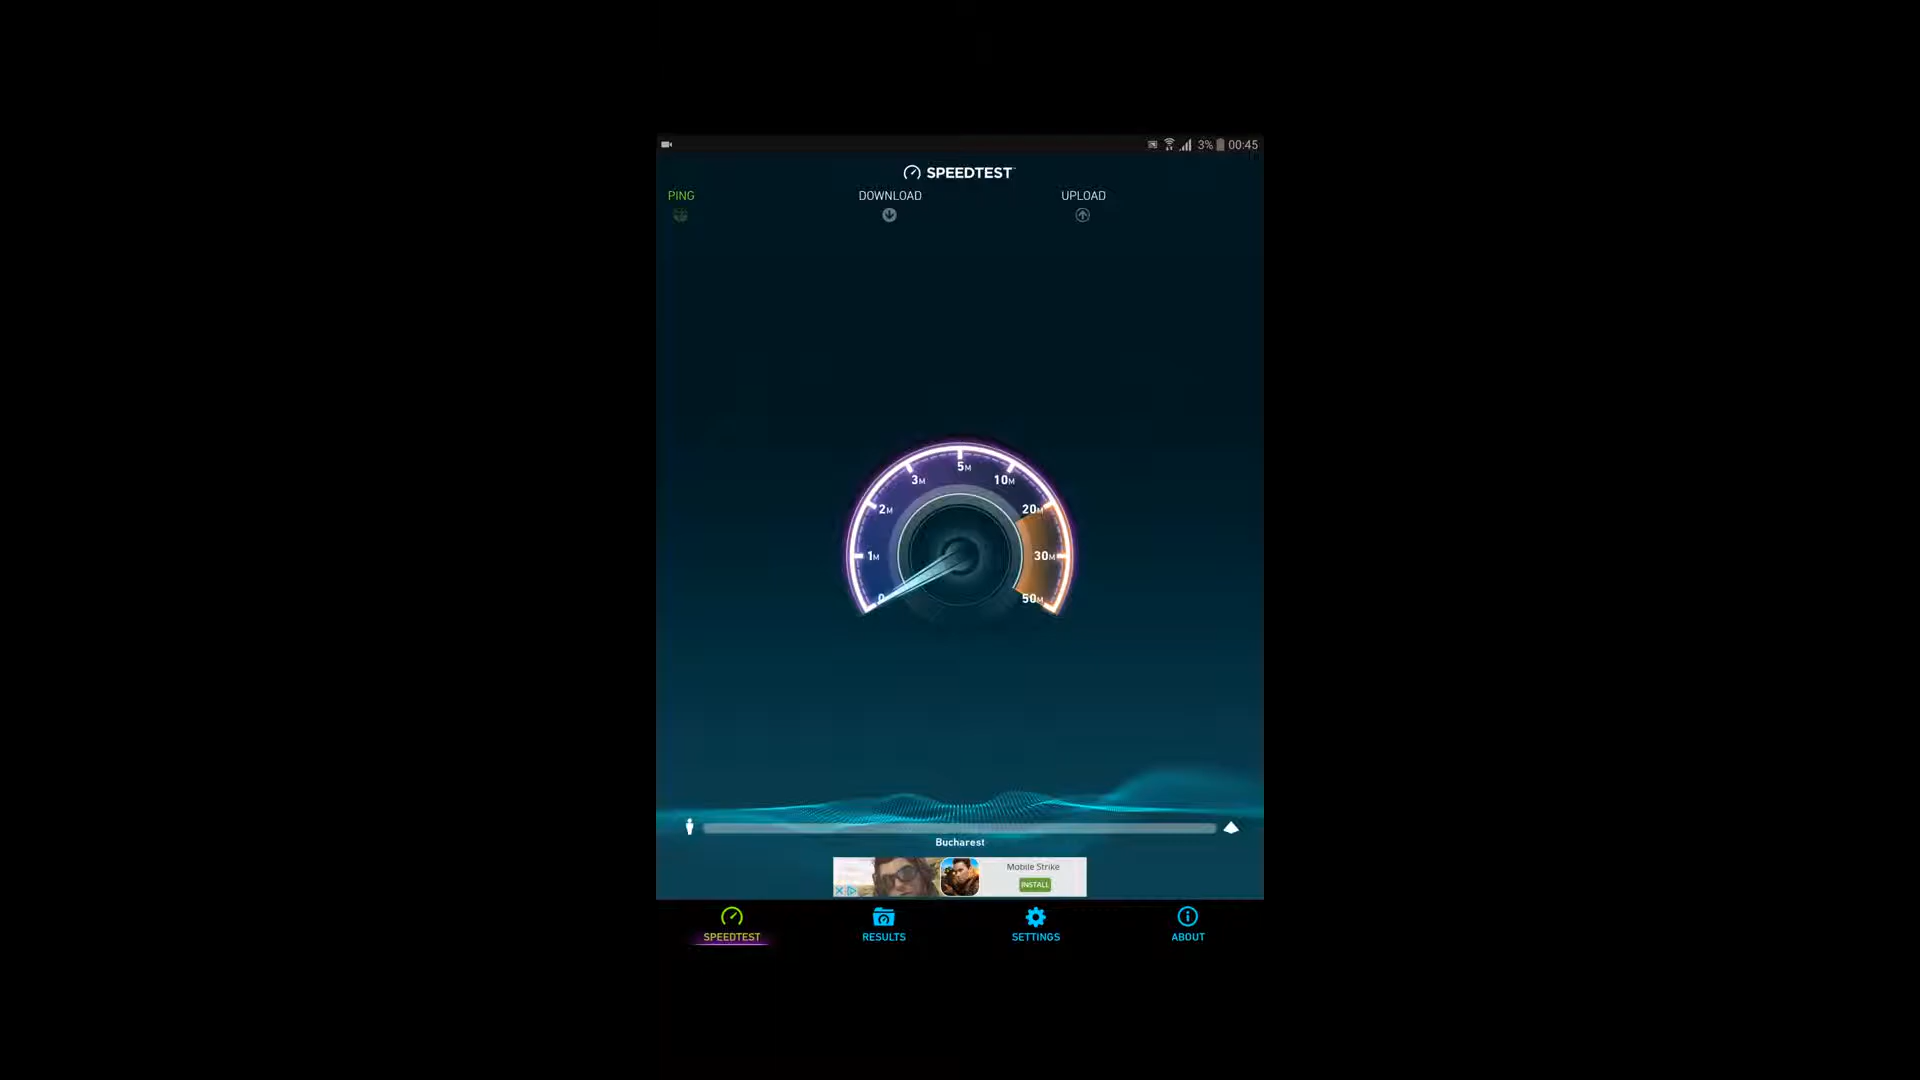 3% 00:45
SPEEDTEST
PING DOWNLOAD UPLOAD
5M
3M 10M
2M 20M
1M 30M
0 50M
Bucharest
Mobile Strike
INSTALL
SPEEDTEST RESULTS SETTINGS ABOUT